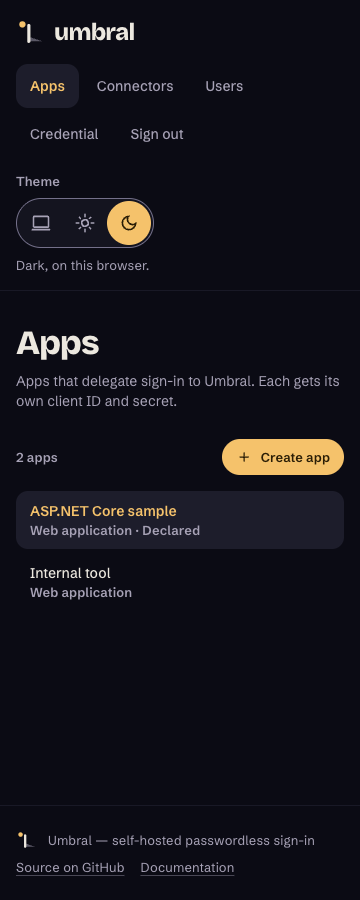 umbral
Apps Connectors Users
Credential Sign out
Theme
Dark, on this browser.
Apps
Apps that delegate sign-in to Umbral. Each gets its
own client ID and secret.
2 apps
+ Create app
ASP.NET Core sample
Web application · Declared
Internal tool
Web application
Umbral — self-hosted passwordless sign-in
Source on GitHub Documentation